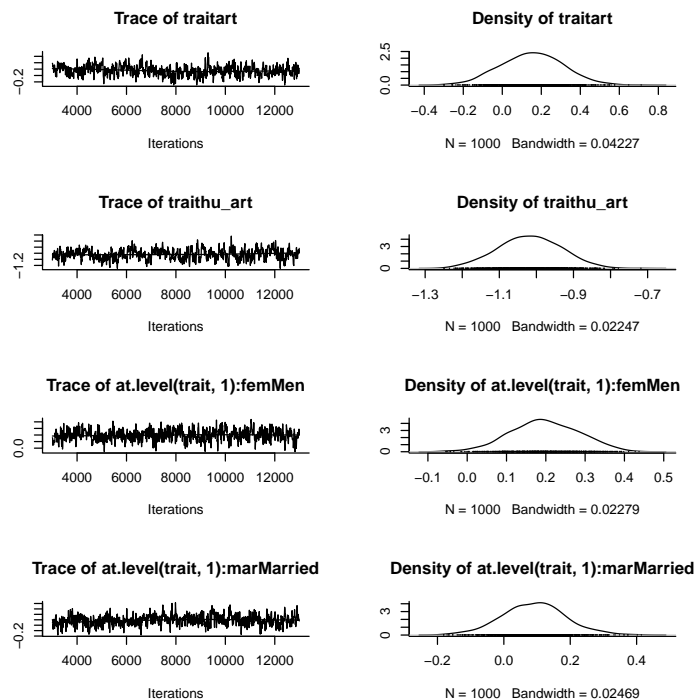 Trace of traitart
−0.2
4000 6000 8000 10000 12000
Iterations
Density of traitart
0.0 2.5
−0.4 −0.2 0.0 0.2 0.4 0.6 0.8
N = 1000 Bandwidth = 0.04227
Trace of traithu_art
−1.2
4000 6000 8000 10000 12000
Iterations
Density of traithu_art
0 3
−1.3 −1.1 −0.9 −0.7
N = 1000 Bandwidth = 0.02247
Trace of at.level(trait, 1):femMen
0.0
4000 6000 8000 10000 12000
Iterations
Density of at.level(trait, 1):femMen
0 3
−0.1 0.0 0.1 0.2 0.3 0.4 0.5
N = 1000 Bandwidth = 0.02279
Trace of at.level(trait, 1):marMarried
−0.2
4000 6000 8000 10000 12000
Iterations
Density of at.level(trait, 1):marMarried
0 3
−0.2 0.0 0.2 0.4
N = 1000 Bandwidth = 0.02469